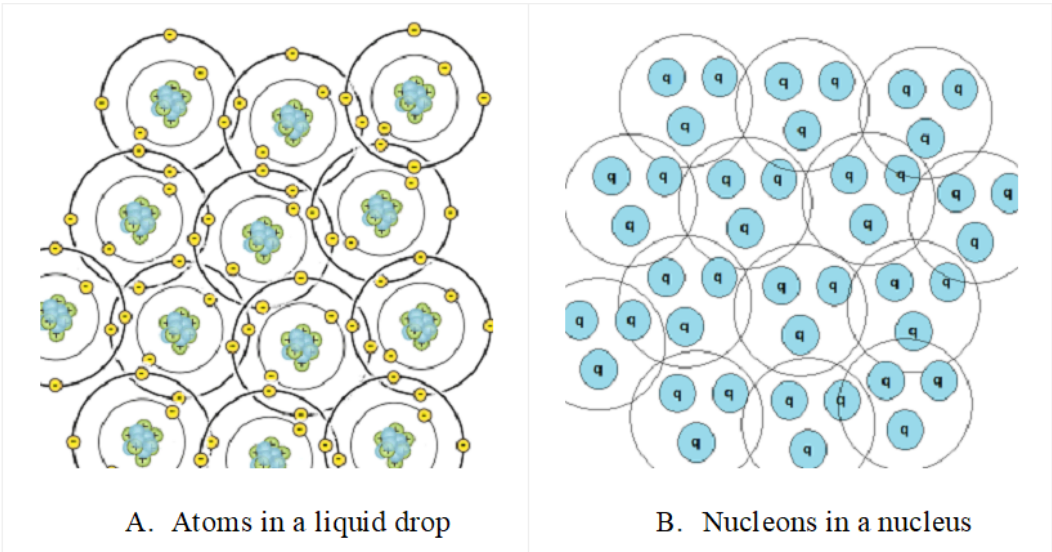 q q q q q q
q q q
q q q q q q q q
q q q q
q q q q q q
q q q q q
q
q q q q q q
q q q
A. Atoms in a liquid drop
B. Nucleons in a nucleus